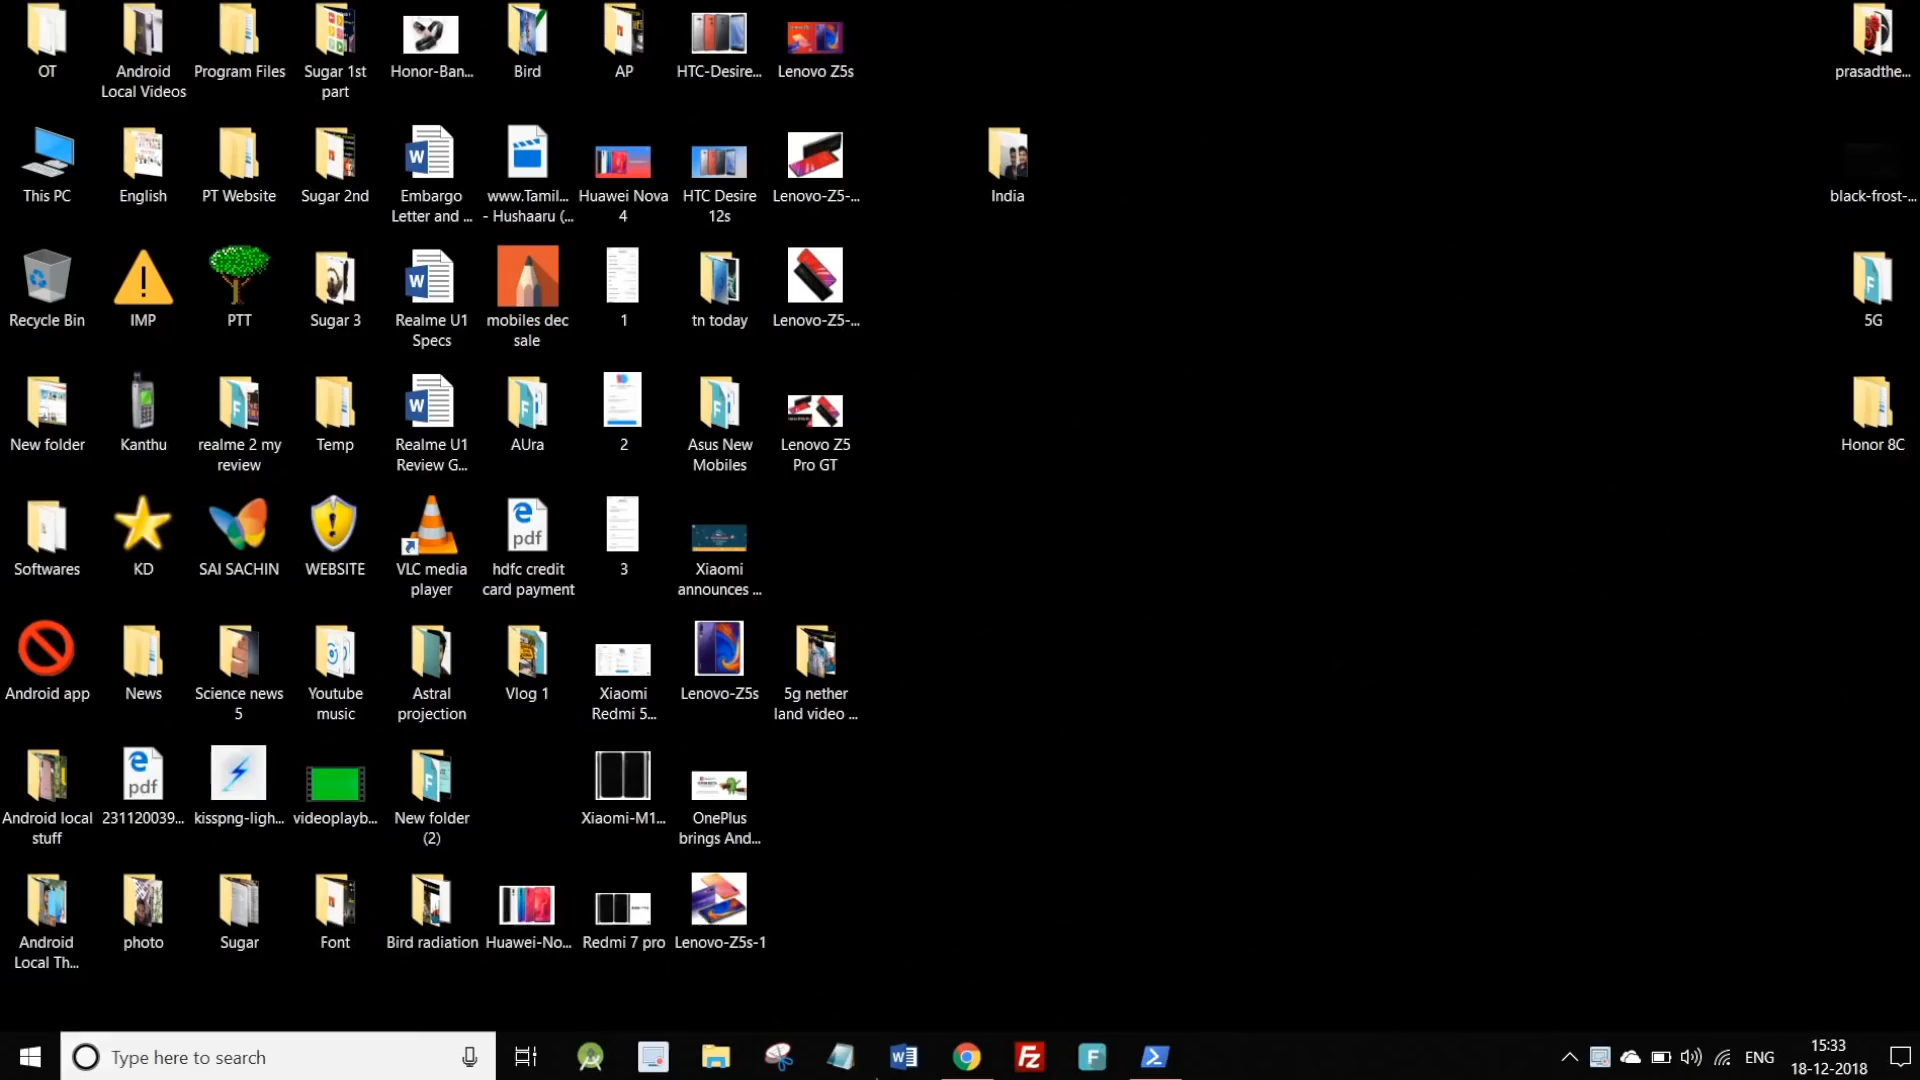 OT
Android
Local Videos
Program Files
Sugar 1st
part
Honor-Ban...
Bird
AP
HTC-Desire...
Lenovo Z5s
prasadthe...
This PC
English
PT Website
Sugar 2nd
Embargo
Letter and ...
www.Tamil...
- Hushaaru (...
Huawei Nova
4
HTC Desire
12s
Lenovo-Z5-...
India
black-frost-...
Recycle Bin
IMP
PTT
Sugar 3
Realme U1
Specs
mobiles dec
sale
1
tn today
Lenovo-Z5-...
5G
New folder
Kanthu
realme 2 my
review
Temp
Realme U1
Review G...
AUra
2
Asus New
Mobiles
Lenovo Z5
Pro GT
Honor 8C
Softwares
KD
SAI SACHIN
WEBSITE
VLC media
player
pdf
hdfc credit
card payment
3
Xiaomi
announces ...
Android app
News
Science news
5
Youtube
music
Astral
projection
Vlog 1
Xiaomi
Redmi 5...
Lenovo-Z5s
5g nether
land video ...
Android local
stuff
pdf
231120039...
kisspng-ligh...
videoplayb...
New folder
(2)
Xiaomi-M1...
OnePlus
brings And...
Android
Local Th...
photo
Sugar
Font
Bird radiation
Huawei-No...
Redmi 7 pro
Lenovo-Z5s-1
Type here to search
ENG
15:33
18-12-2018